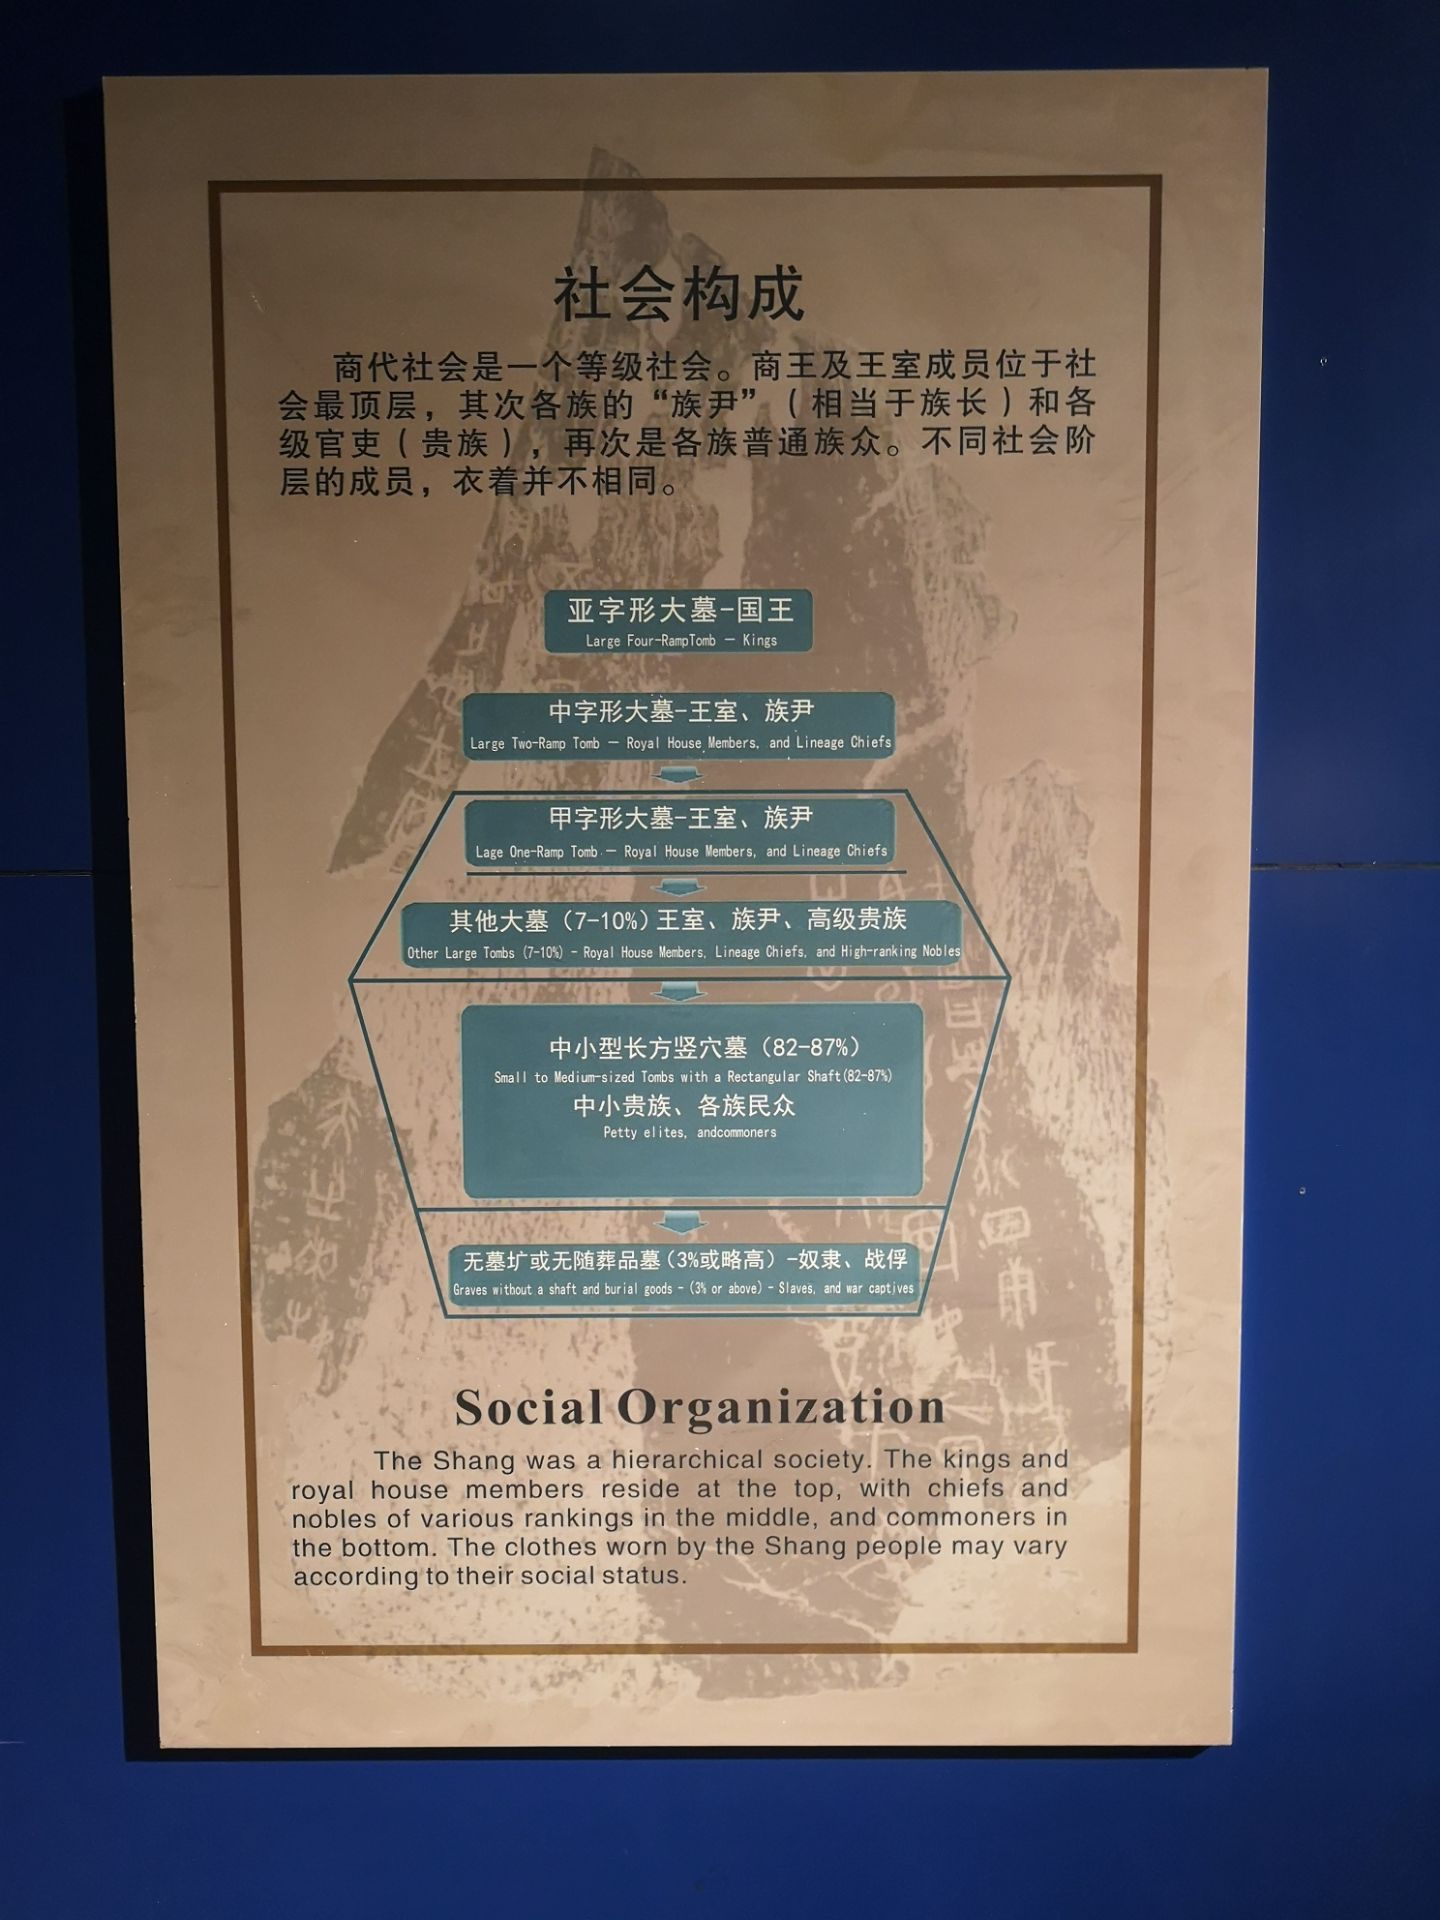 社会构成
商代社会是一个等级社会。商王及王室成员位于社
会最顶层，其次各族的“族尹”（相当于族长）和各
级官吏（贵族），再次是各族普通族众。不同社会阶
层的成员，衣着并不相同。
亚字形大墓-国王
Large Four-RampTomb — Kings
中字形大墓-王室、族尹
Large Two-Ramp Tomb — Royal House Members, and Lineage Chiefs
甲字形大墓-王室、族尹
Lage One-Ramp Tomb — Royal House Members, and Lineage Chiefs
其他大墓（7-10%）王室、族尹、高级贵族
Other Large Tombs (7-10%) - Royal House Members, Lineage Chiefs, and High-ranking Nobles
中小型长方竖穴墓（82-87%）
Small to Medium-sized Tombs with a Rectangular Shaft(82-87%)
中小贵族、各族民众
Petty elites, andcommoners
无墓圹或无随葬品墓（3%或略高）-奴隶、战俘
Graves without a shaft and burial goods - (3% or above) - Slaves, and war captives
Social Organization
The Shang was a hierarchical society. The kings and
royal house members reside at the top, with chiefs and
nobles of various rankings in the middle, and commoners in
the bottom. The clothes worn by the Shang people may vary
according to their social status.